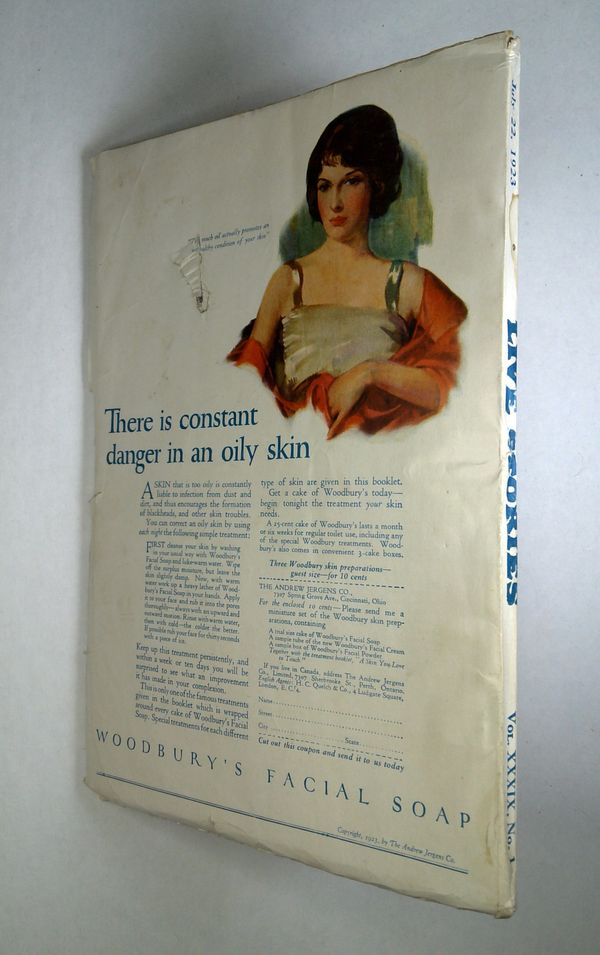 much oil actually promotes an
condition of your skin"
There is constant
danger in an oily skin
A SKIN that is too oily is constantly
liable to infection from dust and
dirt, and thus encourages the formation
of blackheads, and other skin troubles.
You can correct an oily skin by using
each night the following simple treatment:
FIRST cleanse your skin by washing
in your usual way with Woodbury's
Facial Soap and lukewarm water. Wipe
off the surplus moisture, but leave the
skin slightly damp. Now, with warm
water work up a heavy lather of Wood-
bury's Facial Soap in your hands. Apply
it to your face and rub it into the pores
thoroughly—always with an upward and
outward motion. Rinse with warm water,
then with cold—the colder the better.
If possible rub your face for thirty seconds
with a piece of ice.
Keep up this treatment persistently, and
within a week or ten days you will be
surprised to see what an improvement
it has made in your complexion.
This is only one of the famous treatments
given in the booklet which is wrapped
around every cake of Woodbury's Facial
Soap. Special treatments for each different
type of skin are given in this booklet.
Get a cake of Woodbury's today—
begin tonight the treatment your skin
needs.
A 25-cent cake of Woodbury's lasts a month
or six weeks for regular toilet use, including any
of the special Woodbury treatments. Wood-
bury's also comes in convenient 3-cake boxes.
Three Woodbury skin preparations—
guest size—for 10 cents
THE ANDREW JERGENS CO.,
7307 Spring Grove Ave., Cincinnati, Ohio
For the enclosed 10 cents—Please send me a
miniature set of the Woodbury skin prep-
arations, containing
A trial size cake of Woodbury's Facial Soap
A sample tube of the new Woodbury's Facial Cream
A sample box of Woodbury's Facial Powder
Together with the treatment booklet, "A Skin You Love
to Touch"
If you live in Canada, address The Andrew Jergens
Co., Limited, 7307 Sherbrooke St., Perth, Ontario.
English Agents: H. C. Quelch & Co., 4 Ludgate Square,
London, E. C. 4.
Name
Street
City State
Cut out this coupon and send it to us today
WOODBURY'S FACIAL SOAP
Copyright, 1923, by The Andrew Jergens Co.
July 22, 1923
LIVE STORIES
VOL. XXXIX, No. 1